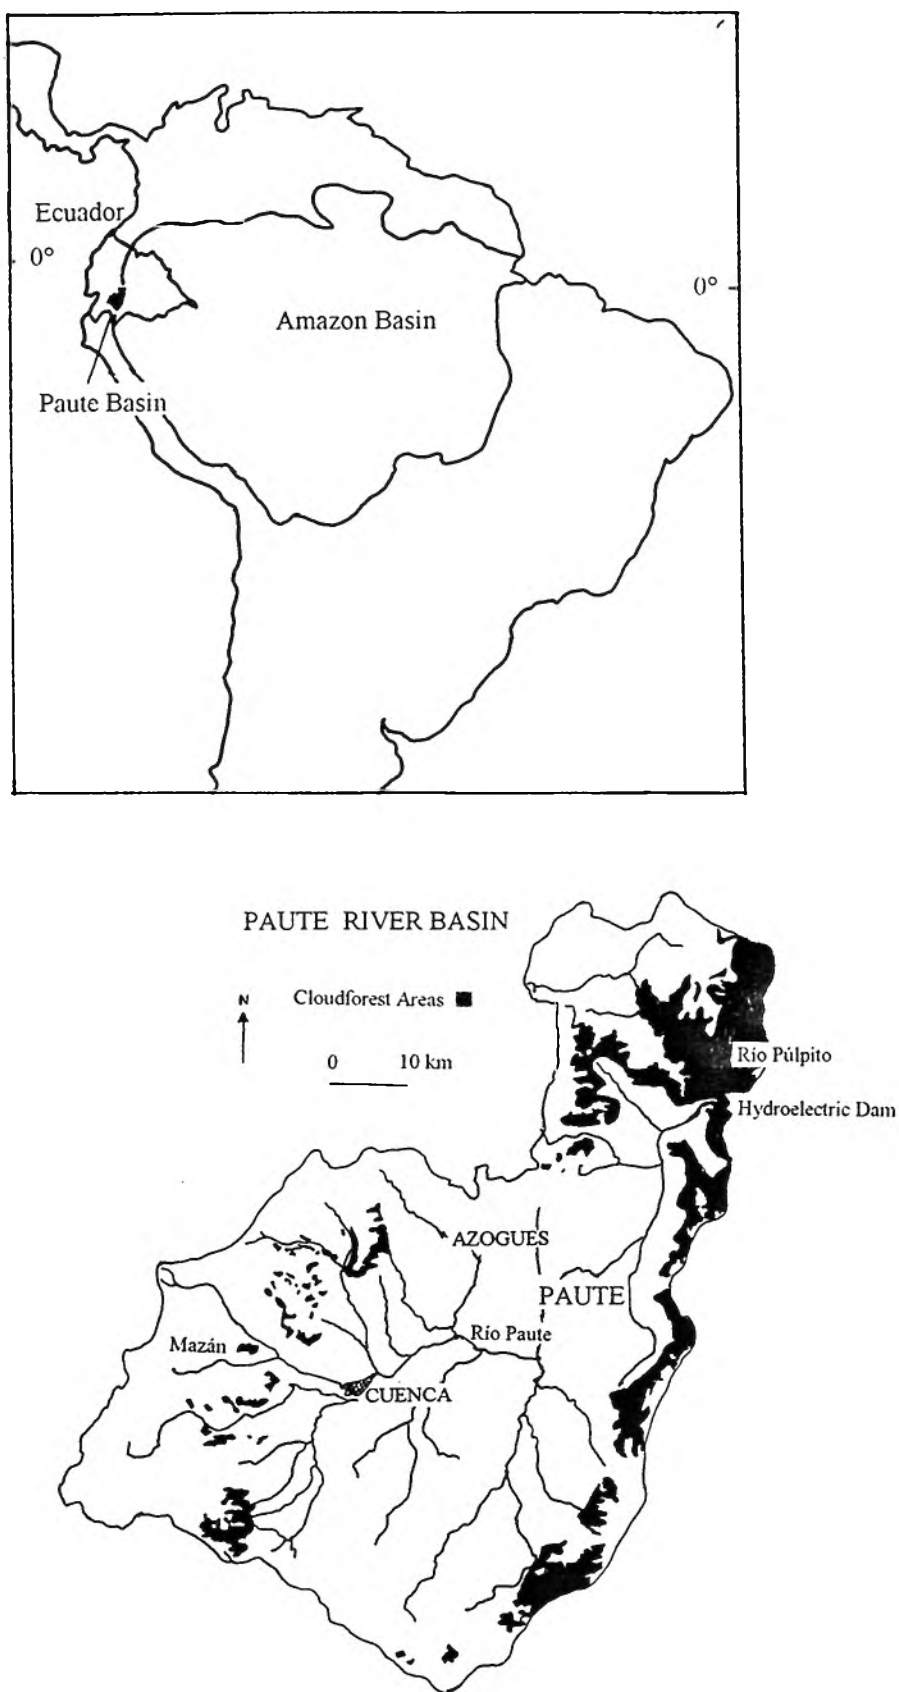 Ecuador
0°
0°
Amazon Basin
Paute Basin
PAUTE RIVER BASIN
N
Cloudforest Areas
0 10 km
Río Púlpito
Hydroelectric Dam
AZOGUES
PAUTE
Río Paute
Mazán
CUENCA